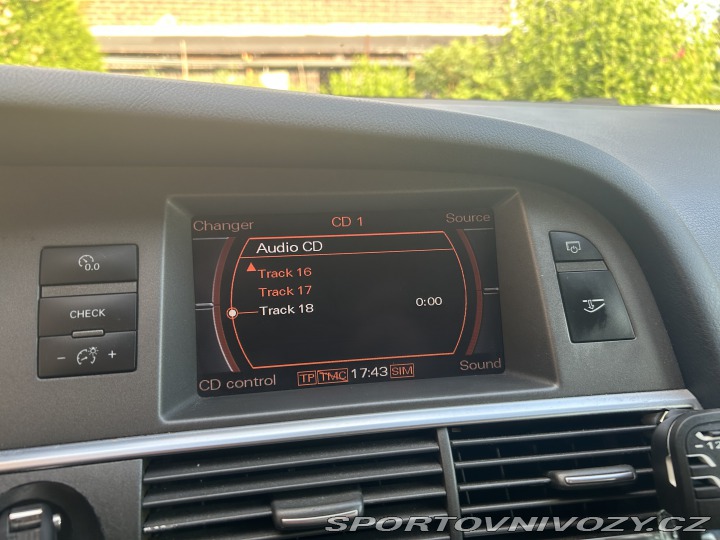 Changer CD 1 Source
Audio CD
Track 16
Track 17
Track 18 0:00
CD control TP TMC 17:43 SIM Sound
0.0
CHECK
- +
SPORTOVNIVOZY.CZ